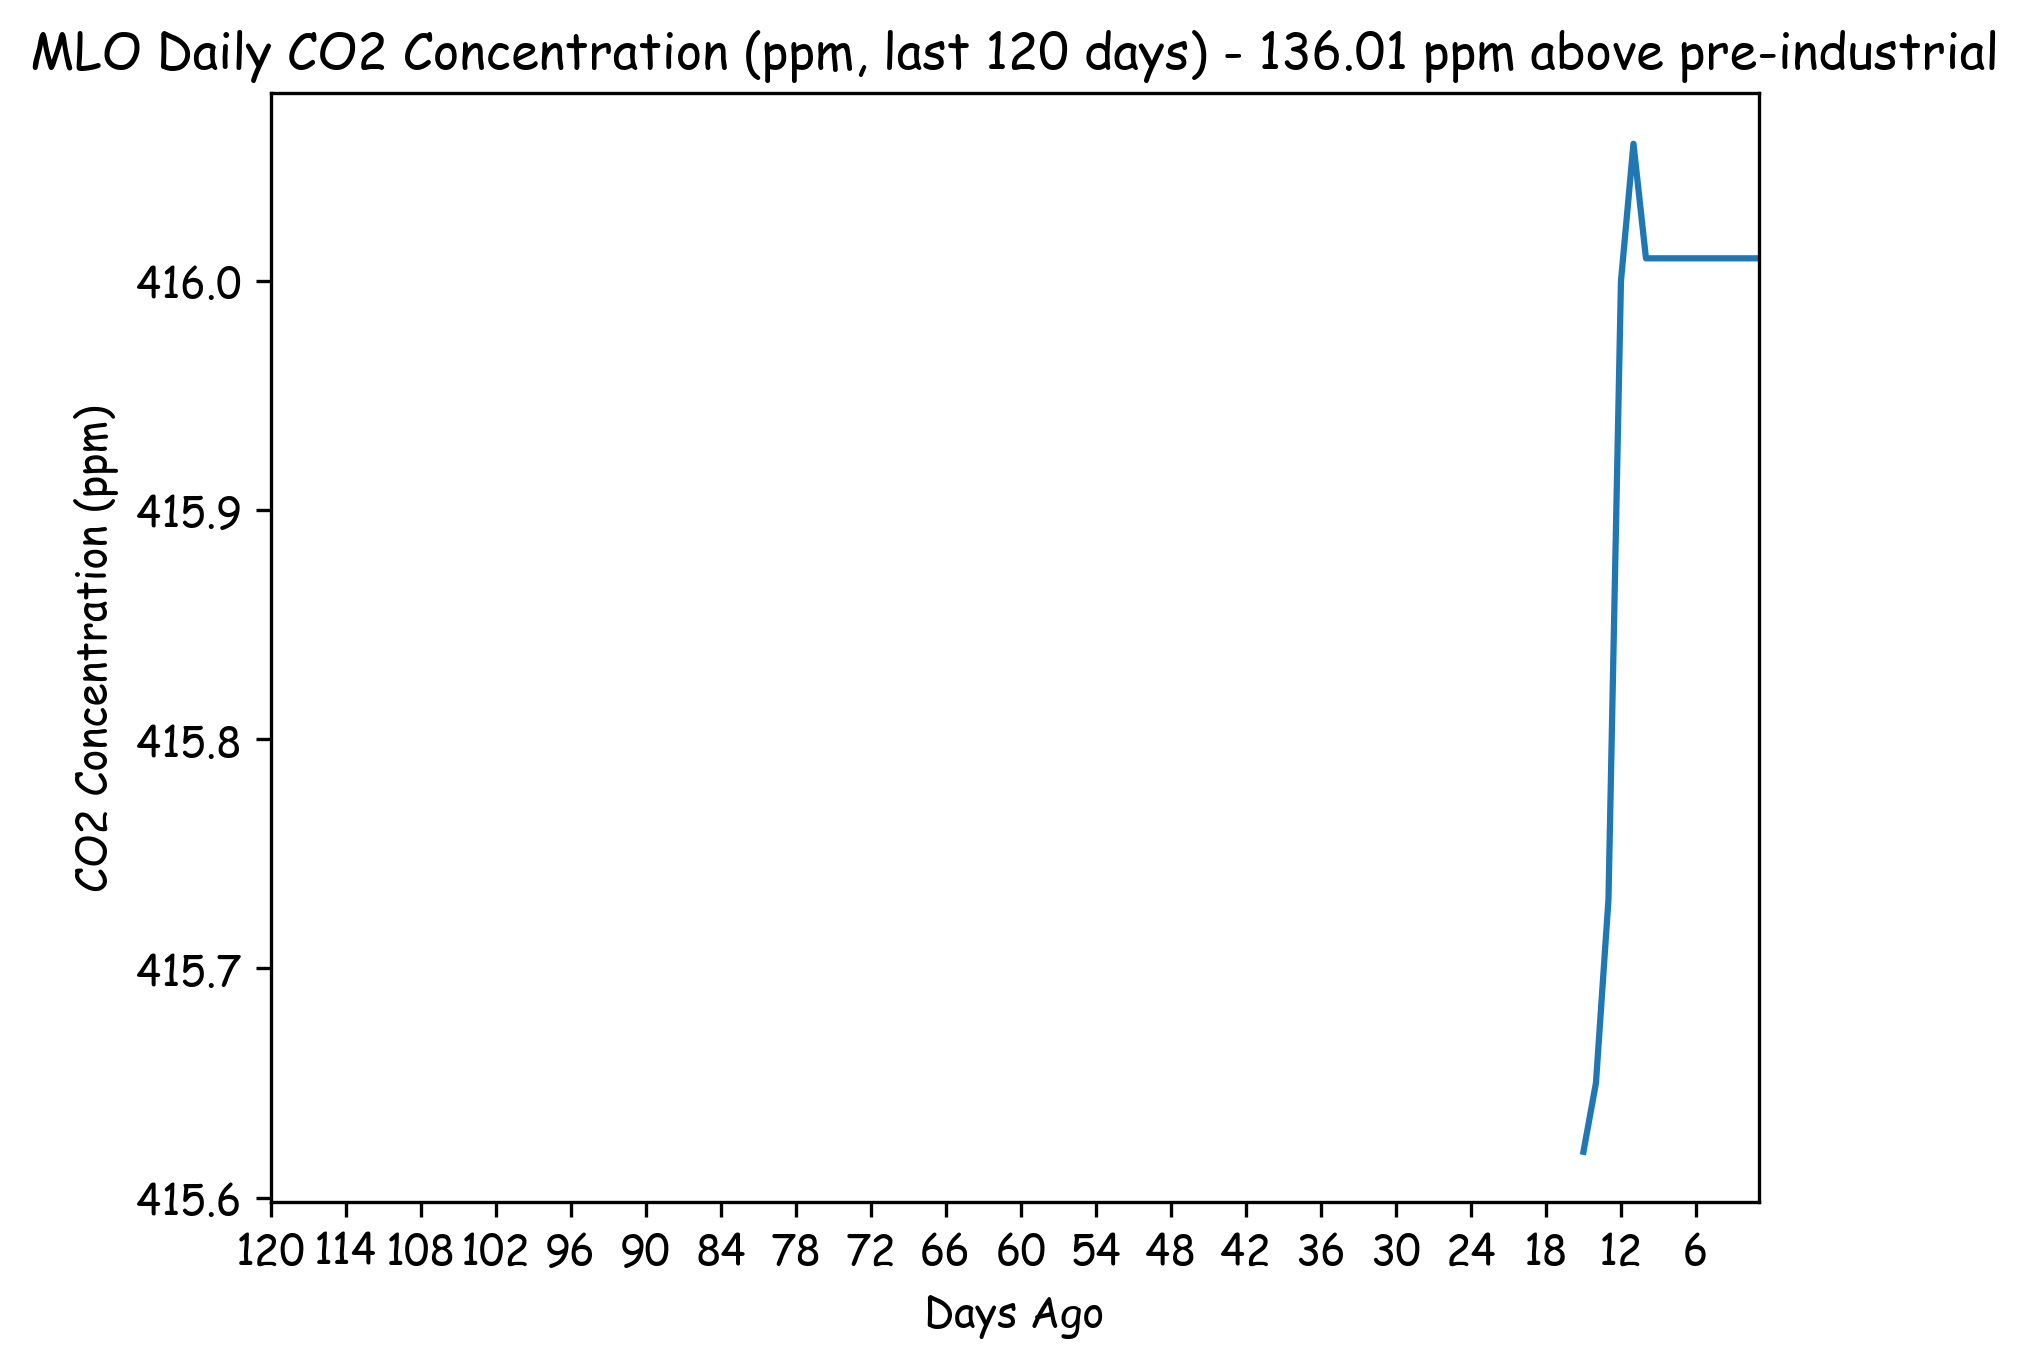 MLO Daily CO2 Concentration (ppm, last 120 days) - 136.01 ppm above pre-industrial
CO2 Concentration (ppm)
416.0
415.9
415.8
415.7
415.6
120 114 108 102 96 90 84 78 72 66 60 54 48 42 36 30 24 18 12 6
Days Ago